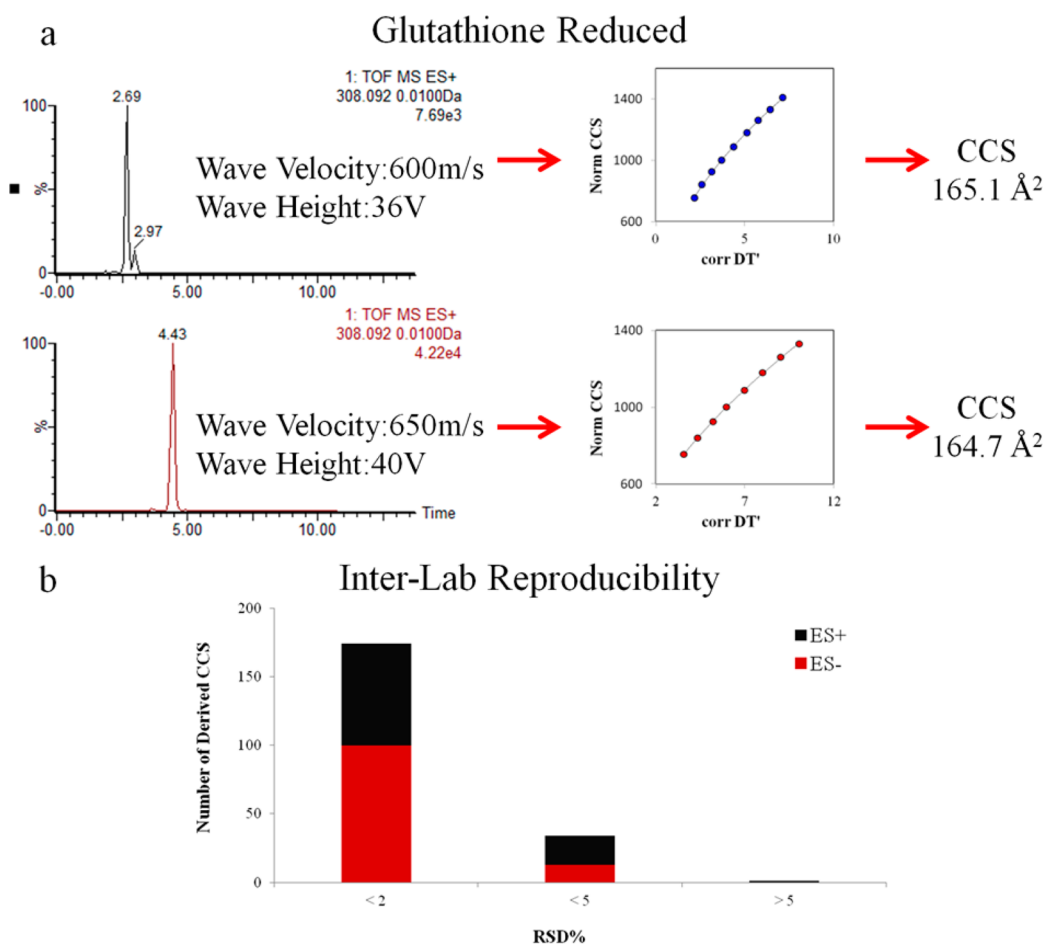 a
Glutathione Reduced
1: TOF MS ES+
308.092 0.0100Da
7.69e3
100
%
0
2.69
2.97
-0.00
5.00
10.00
Wave Velocity:600m/s
Wave Height:36V
Norm CCS
1400
1000
600
0
5
10
corr DT'
CCS
165.1 Å²
1: TOF MS ES+
308.092 0.0100Da
4.22e4
100
%
0
4.43
-0.00
5.00
10.00
Time
Wave Velocity:650m/s
Wave Height:40V
Norm CCS
1400
1000
600
2
7
12
corr DT'
CCS
164.7 Å²
b
Inter-Lab Reproducibility
Number of Derived CCS
200
150
100
50
0
ES+
ES-
< 2
< 5
> 5
RSD%